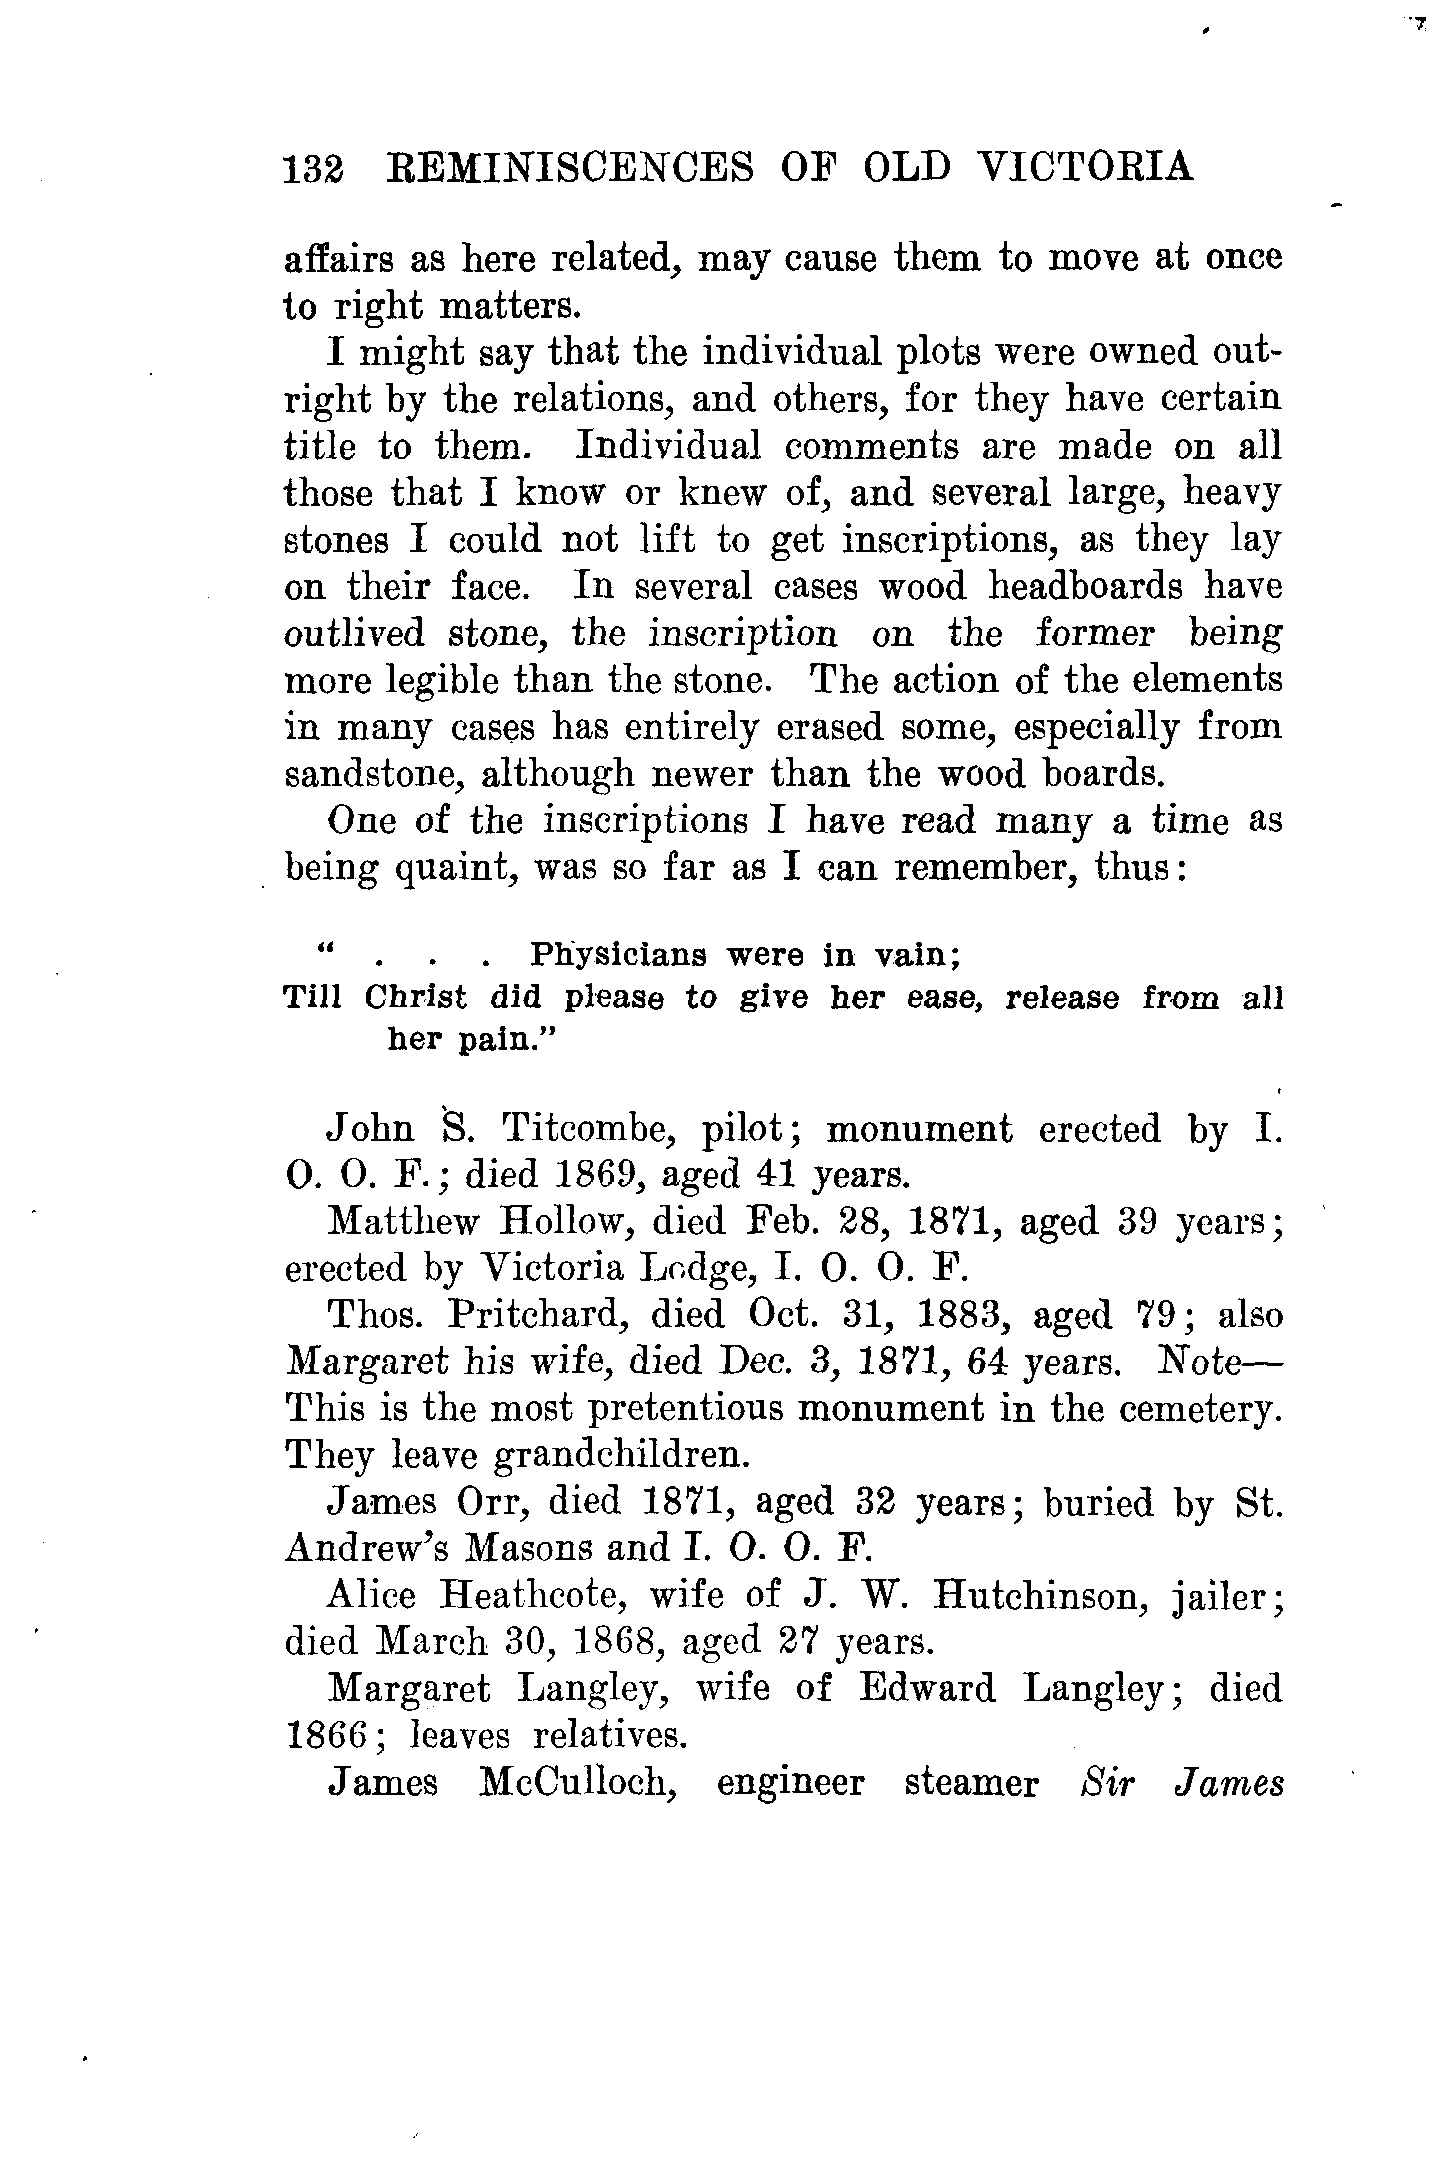 132 REMINISCENCES OF OLD VICTORIA
affairs as here related, may cause them to move at once
to right matters.
I might say that the individual plots were owned out-
right by the relations, and others, for they have certain
title to them. Individual comments are made on all
those that I know or knew of, and several large, heavy
stones I could not lift to get inscriptions, as they lay
on their face. In several cases wood headboards have
outlived stone, the inscription on the former being
more legible than the stone. The action of the elements
in many cases has entirely erased some, especially from
sandstone, although newer than the wood boards.
One of the inscriptions I have read many a time as
being quaint, was so far as I can remember, thus:
" . . . Physicians were in vain;
Till Christ did please to give her ease, release from all
her pain."
John S. Titcombe, pilot; monument erected by I.
O. O. F.; died 1869, aged 41 years.
Matthew Hollow, died Feb. 28, 1871, aged 39 years;
erected by Victoria Lodge, I. O. O. F.
Thos. Pritchard, died Oct. 31, 1883, aged 79; also
Margaret his wife, died Dec. 3, 1871, 64 years. Note—
This is the most pretentious monument in the cemetery.
They leave grandchildren.
James Orr, died 1871, aged 32 years; buried by St.
Andrew's Masons and I. O. O. F.
Alice Heathcote, wife of J. W. Hutchinson, jailer;
died March 30, 1868, aged 27 years.
Margaret Langley, wife of Edward Langley; died
1866; leaves relatives.
James McCulloch, engineer steamer Sir James